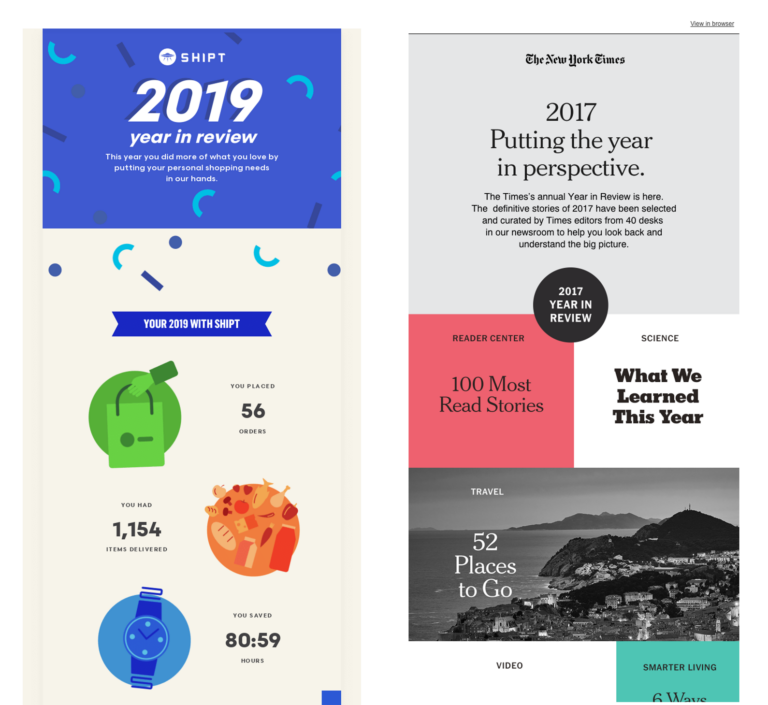 SHIPT
2019
year in review
This year you did more of what you love by
putting your personal shopping needs
in our hands.
YOUR 2019 WITH SHIPT
YOU PLACED
56
ORDERS
YOU HAD
1,154
ITEMS DELIVERED
YOU SAVED
80:59
HOURS
View in browser
The New York Times
2017
Putting the year
in perspective.
The Times's annual Year in Review is here.
The definitive stories of 2017 have been selected
and curated by Times editors from 40 desks
in our newsroom to help you look back and
understand the big picture.
2017
YEAR IN
REVIEW
READER CENTER
100 Most
Read Stories
SCIENCE
What We
Learned
This Year
TRAVEL
52
Places
to Go
VIDEO
SMARTER LIVING
6 Ways